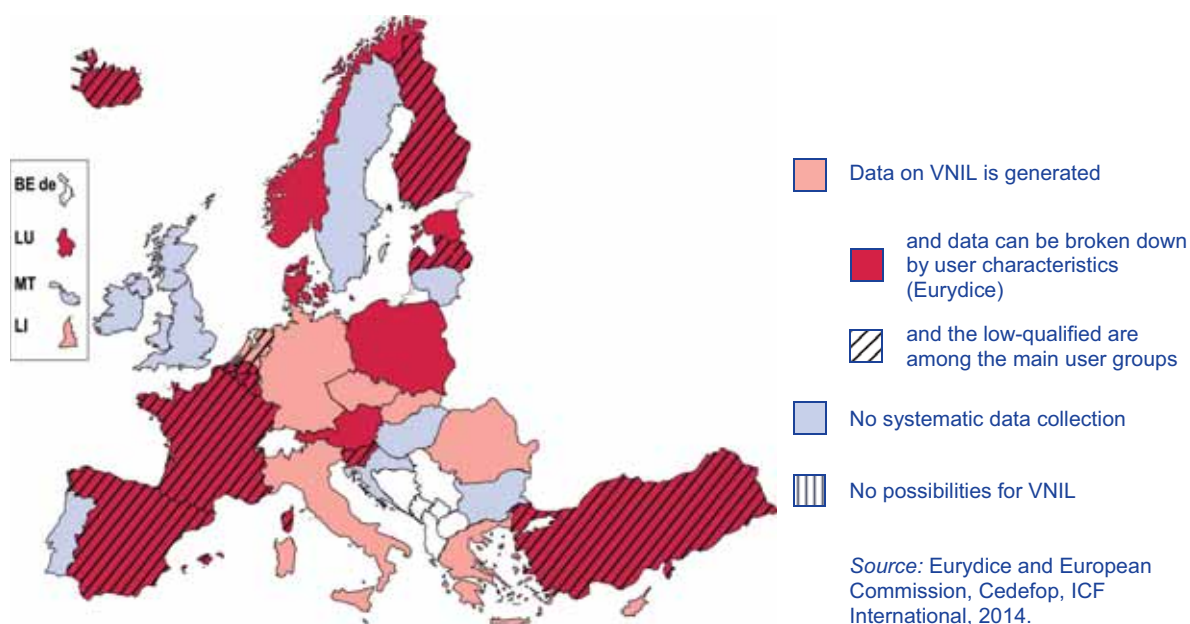 BE de
LU
MT
LI
Data on VNIL is generated
and data can be broken down
by user characteristics
(Eurydice)
and the low-qualified are
among the main user groups
No systematic data collection
No possibilities for VNIL
Source: Eurydice and European
Commission, Cedefop, ICF
International, 2014.